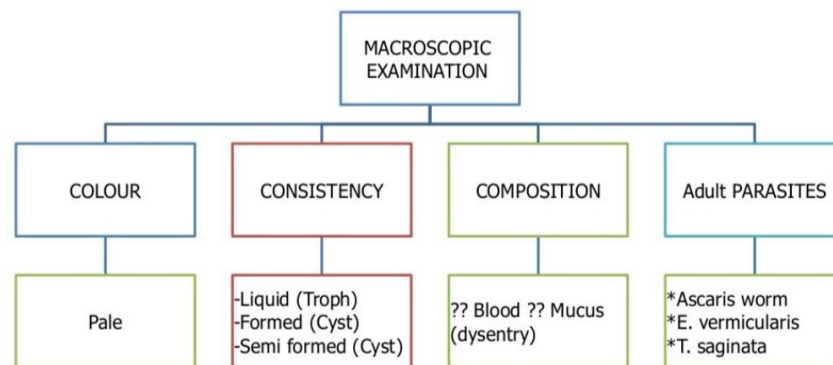 MACROSCOPIC
EXAMINATION
COLOUR
CONSISTENCY
COMPOSITION
Adult PARASITES
Pale
-Liquid (Troph)
-Formed (Cyst)
-Semi formed (Cyst)
?? Blood ?? Mucus
(dysentry)
*Ascaris worm
*E. vermicularis
*T. saginata